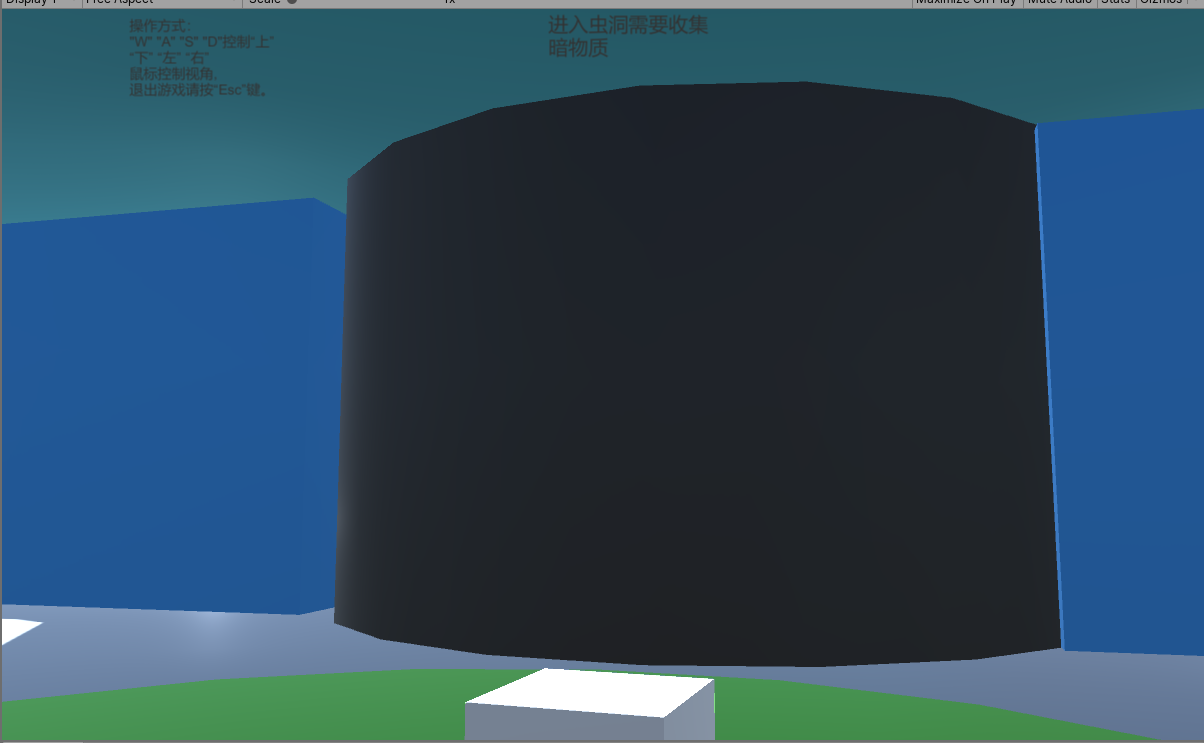 Display 1 Free Aspect Scale 1x Maximize On Play Mute Audio Stats Gizmos
操作方式:
"W" "A" "S" "D"控制"上"
"下" "左" "右"
鼠标控制视角,
退出游戏请按"Esc"键。
进入虫洞需要收集
暗物质